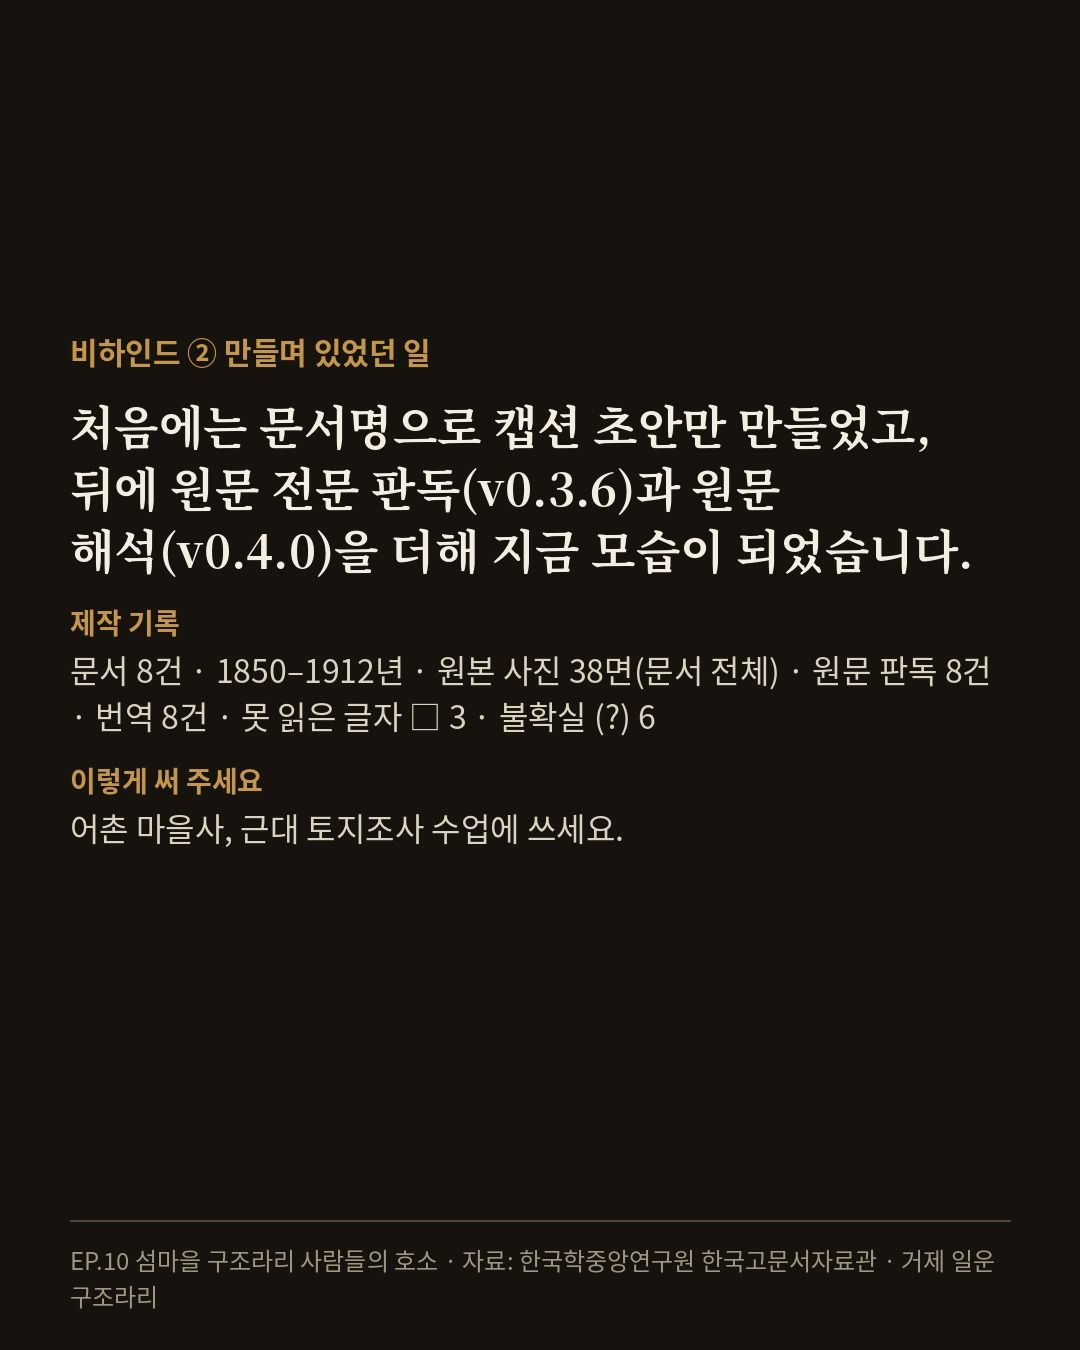 비하인드 ② 만들며 있었던 일
처음에는 문서명으로 캡션 초안만 만들었고,
뒤에 원문 전문 판독(v0.3.6)과 원문
해석(v0.4.0)을 더해 지금 모습이 되었습니다.
제작 기록
문서 8건 · 1850–1912년 · 원본 사진 38면(문서 전체) · 원문 판독 8건
· 번역 8건 · 못 읽은 글자 □ 3 · 불확실 (?) 6
이렇게 써 주세요
어촌 마을사, 근대 토지조사 수업에 쓰세요.
EP.10 섬마을 구조라리 사람들의 호소 · 자료: 한국학중앙연구원 한국고문서자료관 · 거제 일운
구조라리